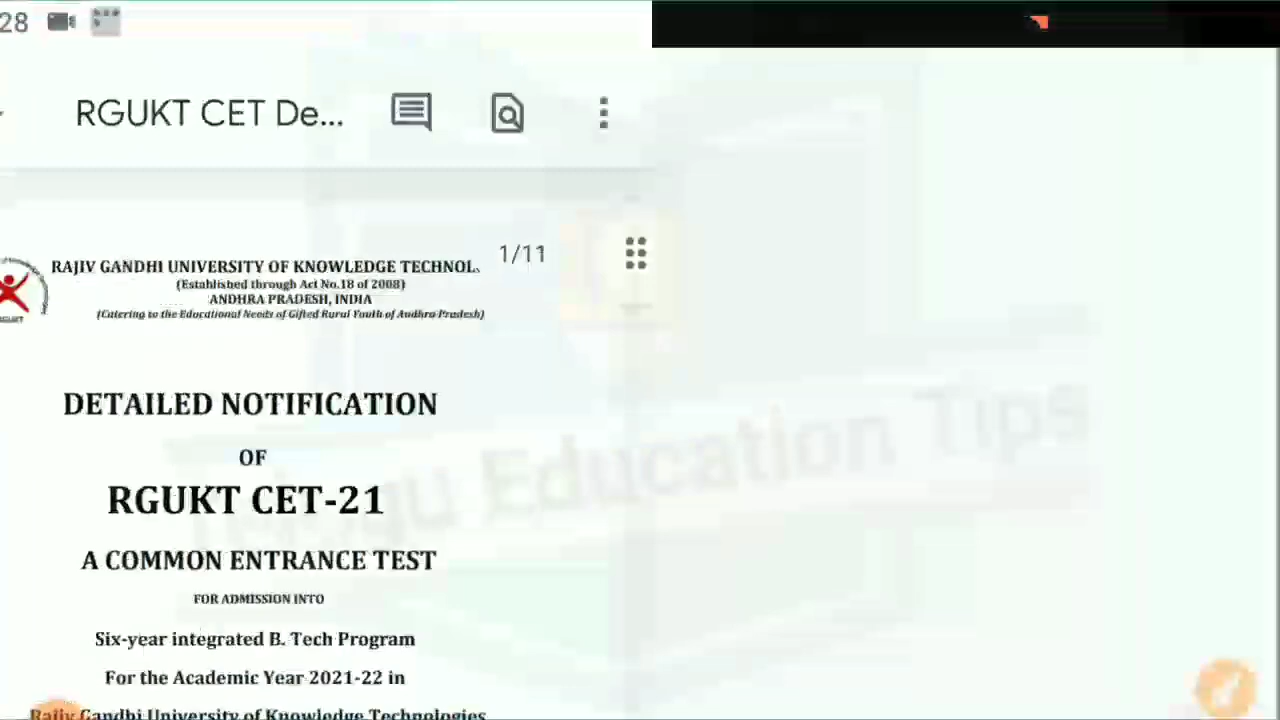 28
RGUKT CET De...
1/11
RAJIV GANDHI UNIVERSITY OF KNOWLEDGE TECHNOL
(Established through Act No.18 of 2008)
ANDHRA PRADESH, INDIA
(Catering to the Educational Needs of Gifted Rural Youth of Andhra Pradesh)
DETAILED NOTIFICATION
OF
RGUKT CET-21
A COMMON ENTRANCE TEST
FOR ADMISSION INTO
Six-year integrated B. Tech Program
For the Academic Year 2021-22 in
Rajiv Gandhi University of Knowledge Technologies
Telugu Education Tips